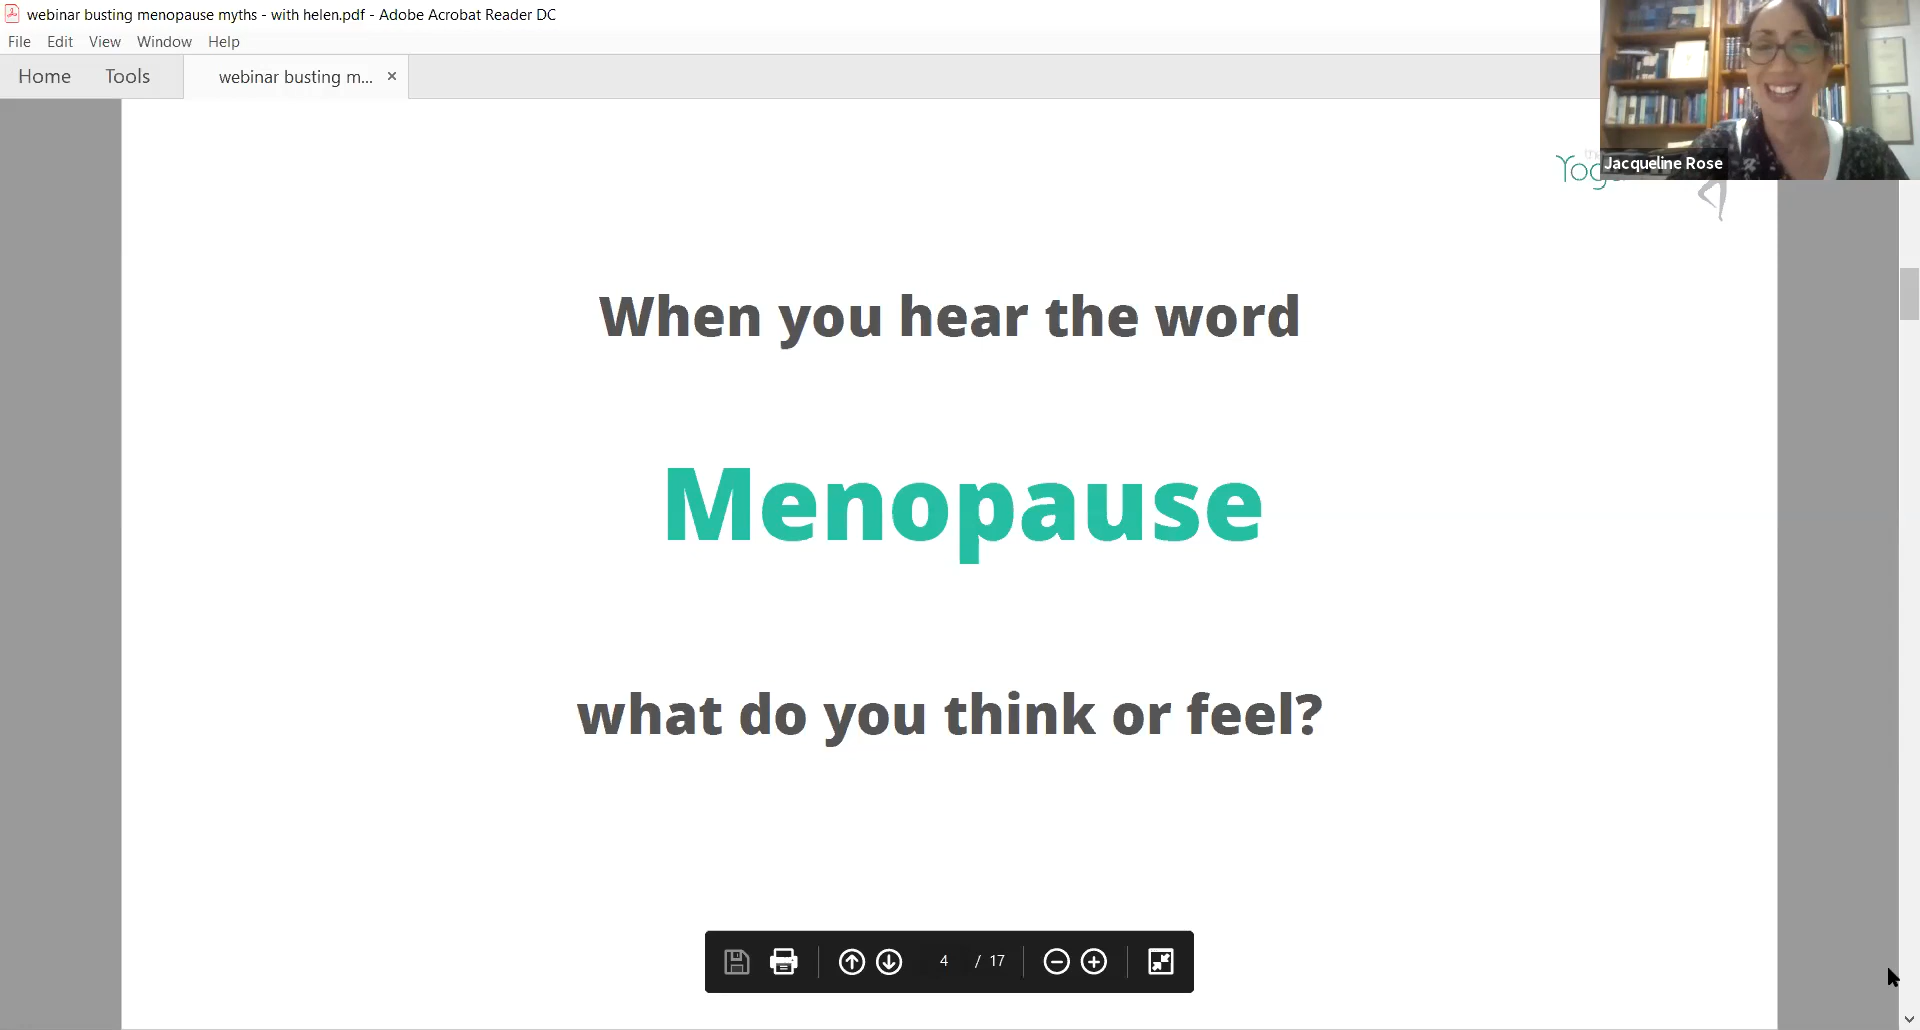 webinar busting menopause myths - with helen.pdf - Adobe Acrobat Reader DC
File Edit View Window Help
Home Tools webinar busting m... ×
Jacqueline Rose
When you hear the word
Menopause
what do you think or feel?
4 / 17